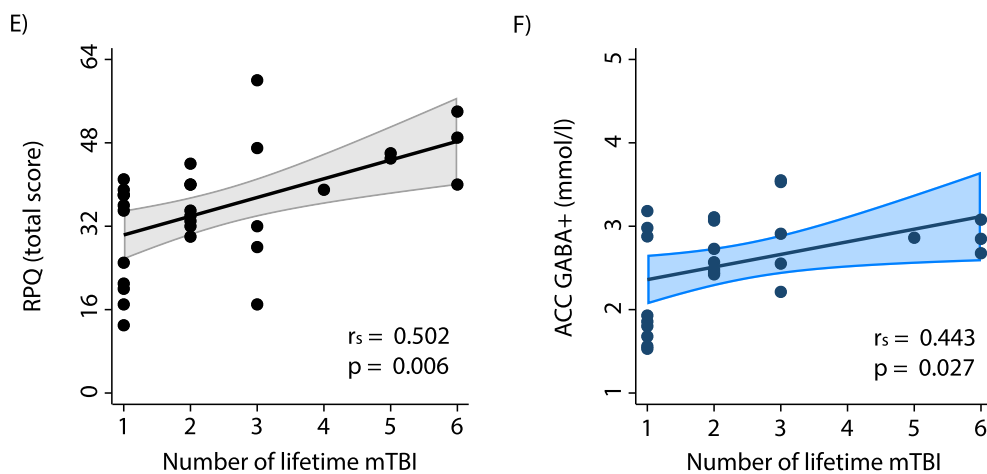 E)
RPQ (total score)
64
48
32
16
0
rs = 0.502
p = 0.006
1 2 3 4 5 6
Number of lifetime mTBI
F)
ACC GABA+ (mmol/l)
5
4
3
2
1
rs = 0.443
p = 0.027
1 2 3 4 5 6
Number of lifetime mTBI